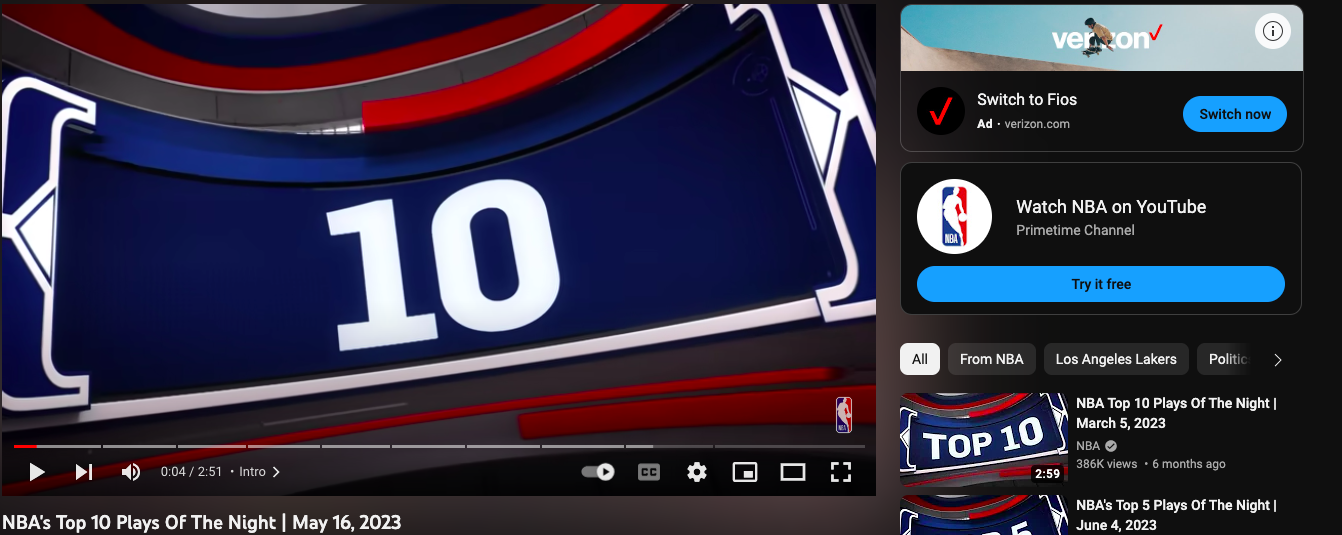 10
NBA
0:04 / 2:51 • Intro
CC
NBA's Top 10 Plays Of The Night | May 16, 2023
verizon
Switch to Fios
Ad · verizon.com
Switch now
NBA
Watch NBA on YouTube
Primetime Channel
Try it free
All
From NBA
Los Angeles Lakers
TOP 10
2:59
NBA Top 10 Plays Of The Night |
March 5, 2023
NBA
386K views • 6 months ago
NBA's Top 5 Plays Of The Night |
June 4, 2023